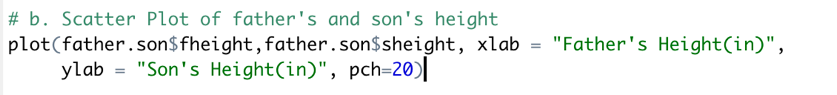 # b. Scatter Plot of father's and son's height
plot(father.son$fheight,father.son$sheight, xlab = "Father's Height(in)",
ylab = "Son's Height(in)", pch=20)